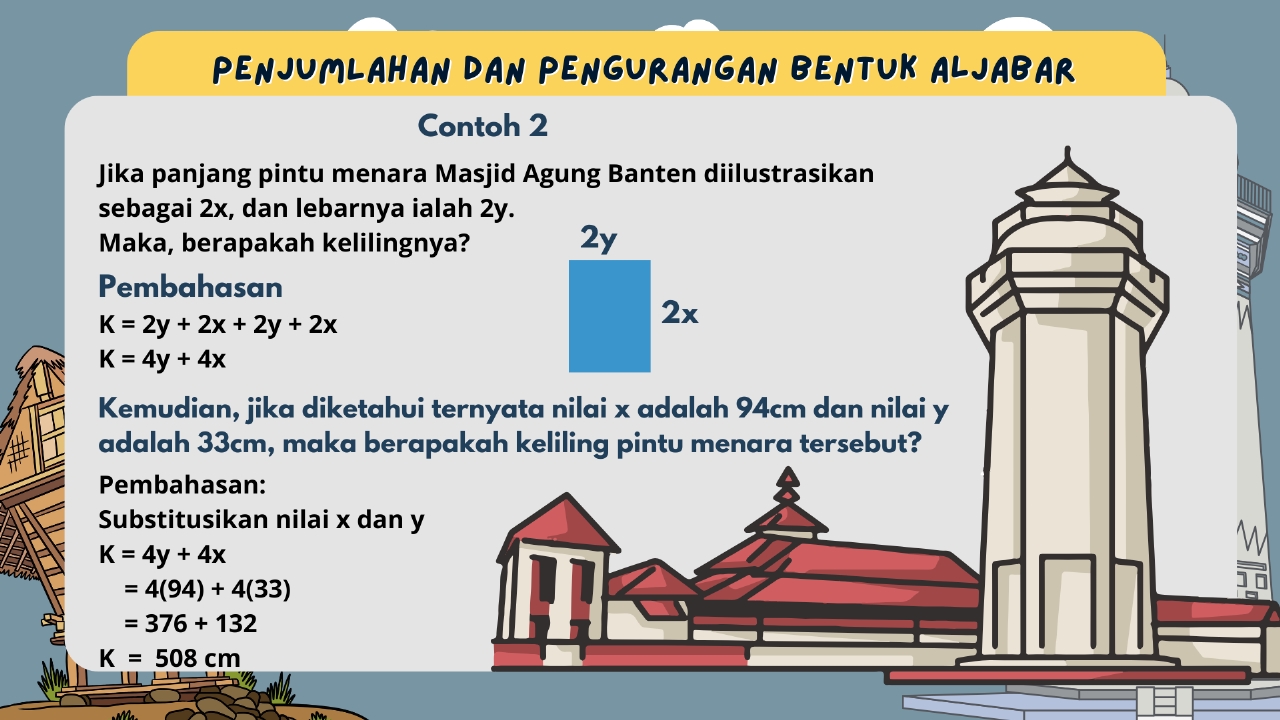 PENJUMLAHAN DAN PENGURANGAN BENTUK ALJABAR
Contoh 2
Jika panjang pintu menara Masjid Agung Banten diilustrasikan
sebagai 2x, dan lebarnya ialah 2y.
Maka, berapakah kelilingnya?
2y
2x
Pembahasan
K = 2y + 2x + 2y + 2x
K = 4y + 4x
Kemudian, jika diketahui ternyata nilai x adalah 94cm dan nilai y
adalah 33cm, maka berapakah keliling pintu menara tersebut?
Pembahasan:
Substitusikan nilai x dan y
K = 4y + 4x
= 4(94) + 4(33)
= 376 + 132
K = 508 cm